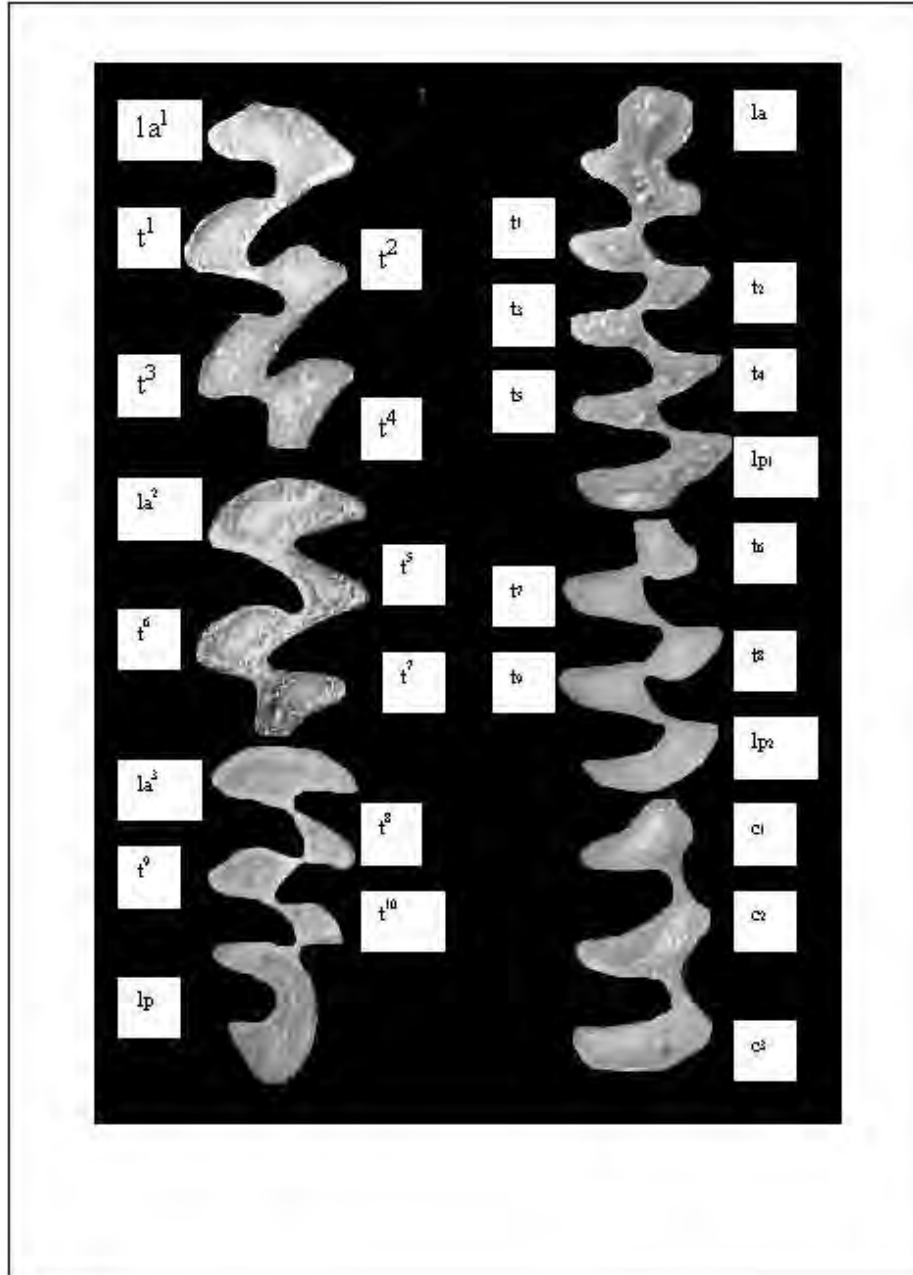 la¹
t¹
t²
t³
t⁴
la²
t⁵
t⁶
t⁷
la³
t⁸
t⁹
t¹⁰
lp
la
t₁
t₂
t₃
t₄
t₅
lp₁
t₆
t₇
t₈
t₉
lp₂
c₁
c₂
c₃